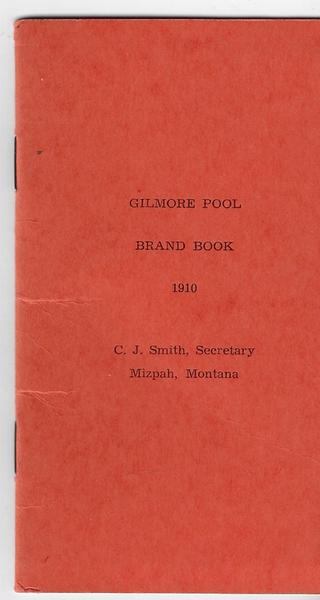 GILMORE POOL
BRAND BOOK
1910
C. J. Smith, Secretary
Mizpah, Montana